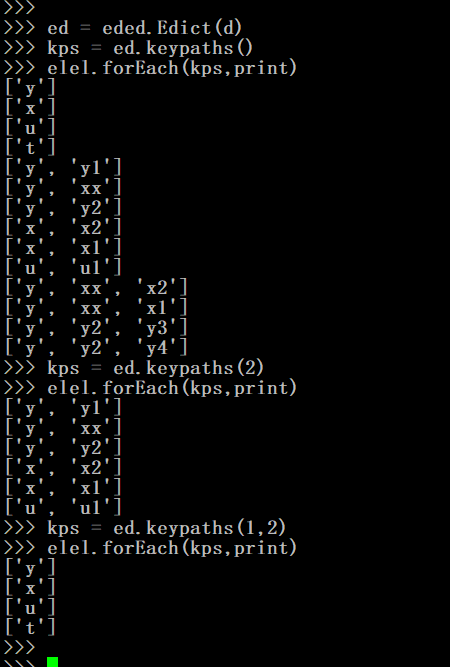 >>>
>>> ed = eded.Edict(d)
>>> kps = ed.keypaths()
>>> elel.forEach(kps,print)
['y']
['x']
['u']
['t']
['y', 'y1']
['y', 'xx']
['y', 'y2']
['x', 'x2']
['x', 'x1']
['u', 'u1']
['y', 'xx', 'x2']
['y', 'xx', 'x1']
['y', 'y2', 'y3']
['y', 'y2', 'y4']
>>> kps = ed.keypaths(2)
>>> elel.forEach(kps,print)
['y', 'y1']
['y', 'xx']
['y', 'y2']
['x', 'x2']
['x', 'x1']
['u', 'u1']
>>> kps = ed.keypaths(1,2)
>>> elel.forEach(kps,print)
['y']
['x']
['u']
['t']
>>>
>>>